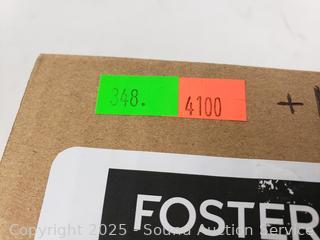 348. 4100 +
FOSTER
Copyright 2025 - Sound Auction Service